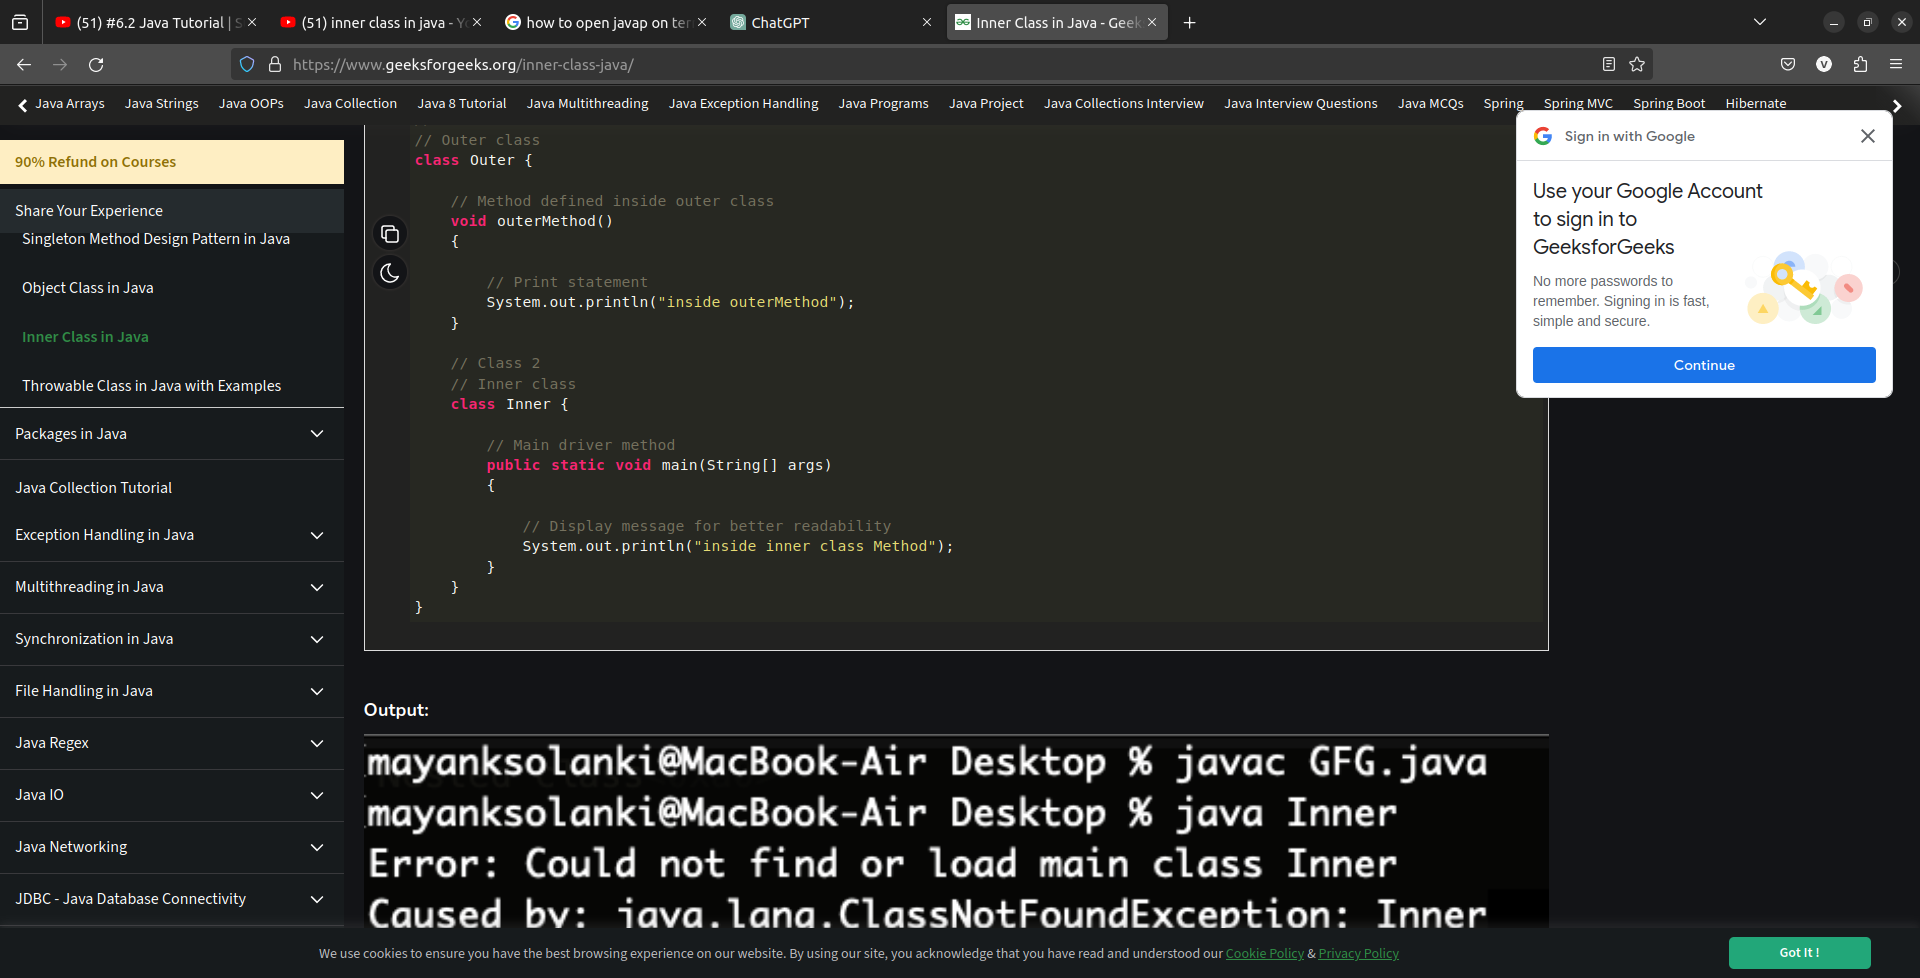 (51) #6.2 Java Tutorial | S
(51) inner class in java - Yo
how to open javap on ter
ChatGPT
Inner Class in Java - Geek
https://www.geeksforgeeks.org/inner-class-java/
V
Java Arrays
Java Strings
Java OOPs
Java Collection
Java 8 Tutorial
Java Multithreading
Java Exception Handling
Java Programs
Java Project
Java Collections Interview
Java Interview Questions
Java MCQs
Spring
Spring MVC
Spring Boot
Hibernate
90% Refund on Courses
Share Your Experience
Singleton Method Design Pattern in Java
Object Class in Java
Inner Class in Java
Throwable Class in Java with Examples
Packages in Java
Java Collection Tutorial
Exception Handling in Java
Multithreading in Java
Synchronization in Java
File Handling in Java
Java Regex
Java IO
Java Networking
JDBC - Java Database Connectivity
// Outer class
class Outer {
// Method defined inside outer class
void outerMethod()
{
// Print statement
System.out.println("inside outerMethod");
}
// Class 2
// Inner class
class Inner {
// Main driver method
public static void main(String[] args)
{
// Display message for better readability
System.out.println("inside inner class Method");
}
}
}
Output:
mayanksolanki@MacBook-Air Desktop % javac GFG.java
mayanksolanki@MacBook-Air Desktop % java Inner
Error: Could not find or load main class Inner
Caused by: java.lang.ClassNotFoundException: Inner
Sign in with Google
Use your Google Account
to sign in to
GeeksforGeeks
No more passwords to
remember. Signing in is fast,
simple and secure.
Continue
We use cookies to ensure you have the best browsing experience on our website. By using our site, you acknowledge that you have read and understood our Cookie Policy & Privacy Policy
Got It !